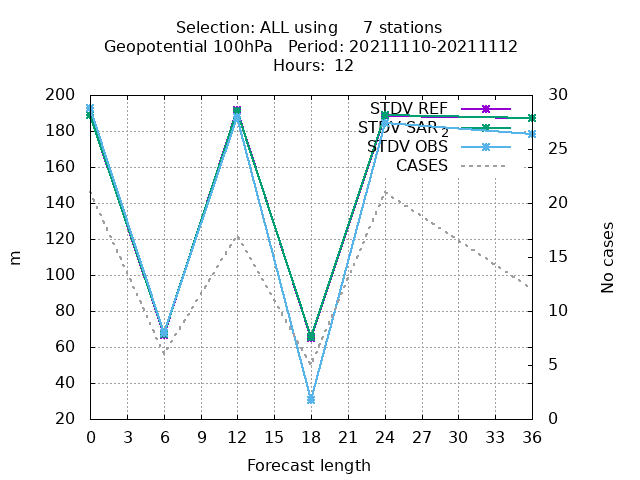 Selection: ALL using     7 stations
Geopotential 100hPa   Period: 20211110-20211112
Hours: 12
200
180
160
140
120
100
80
60
40
20
m
30
25
20
15
10
5
0
No cases
STDV REF
STDV SAR₂
STDV OBS
CASES
0 3 6 9 12 15 18 21 24 27 30 33 36
Forecast length